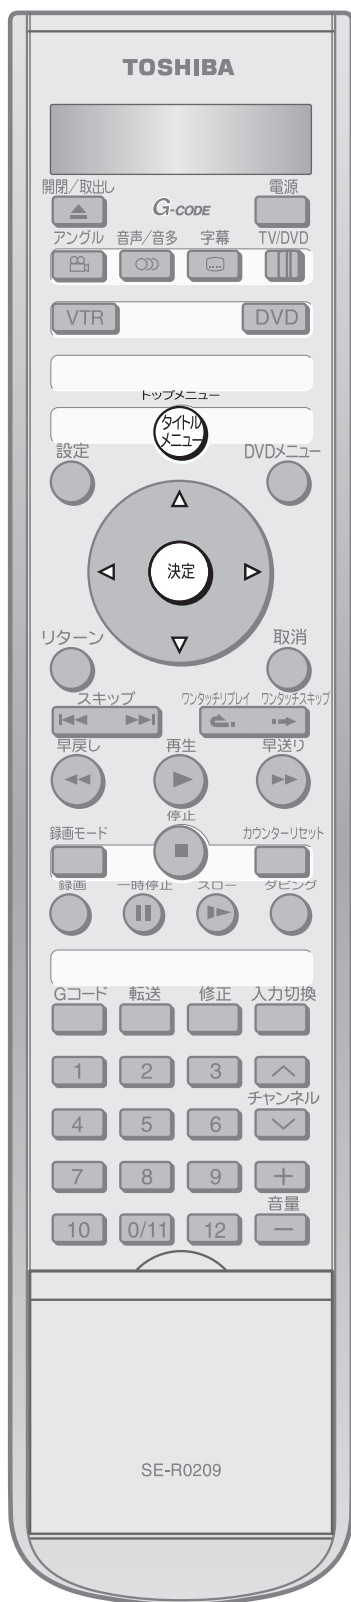 TOSHIBA
開閉/取出し G-CODE 電源
アングル 音声/音多 字幕 TV/DVD
VTR DVD
トップメニュー
タイトル
メニュー
設定 DVDメニュー
決定
リターン 取消
スキップ ワンタッチリプレイ ワンタッチスキップ
早戻し 再生 早送り
停止
録画モード カウンターリセット
録画 一時停止 スロー ダビング
Gコード 転送 修正 入力切換
1 2 3
チャンネル
4 5 6
7 8 9 +
音量
10 0/11 12 −
SE-R0209